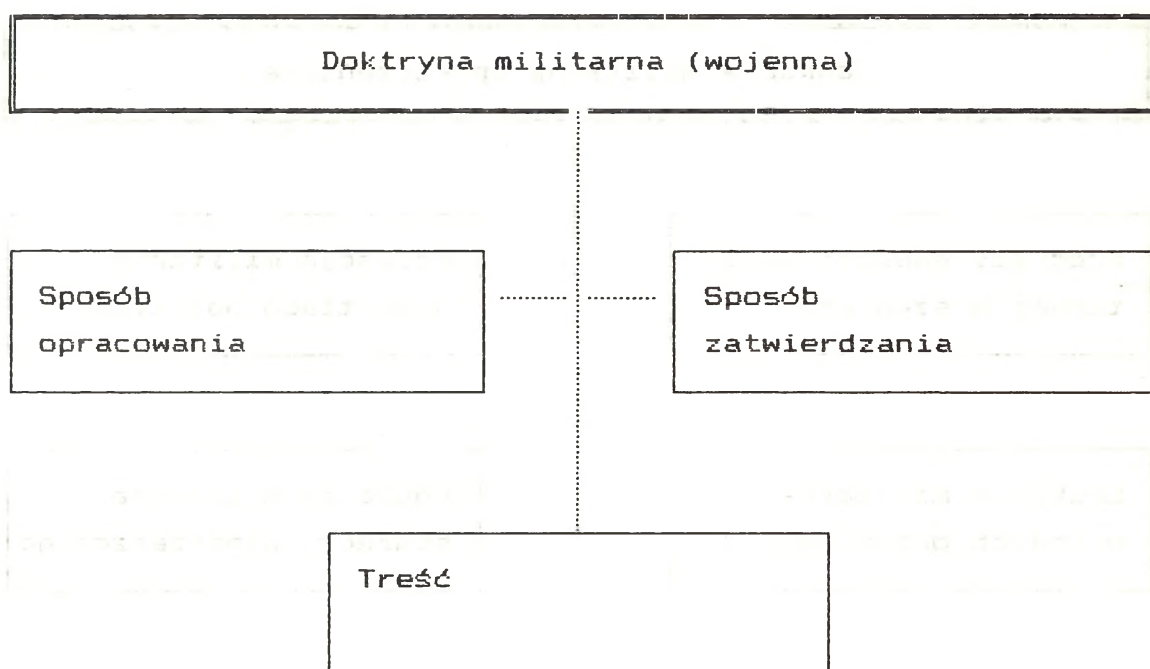 Doktryna militarna (wojenna)
Sposób
opracowania
Sposób
zatwierdzania
Treść